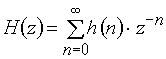 H(z) = ∞∑n=0 h(n) · z⁻ⁿ